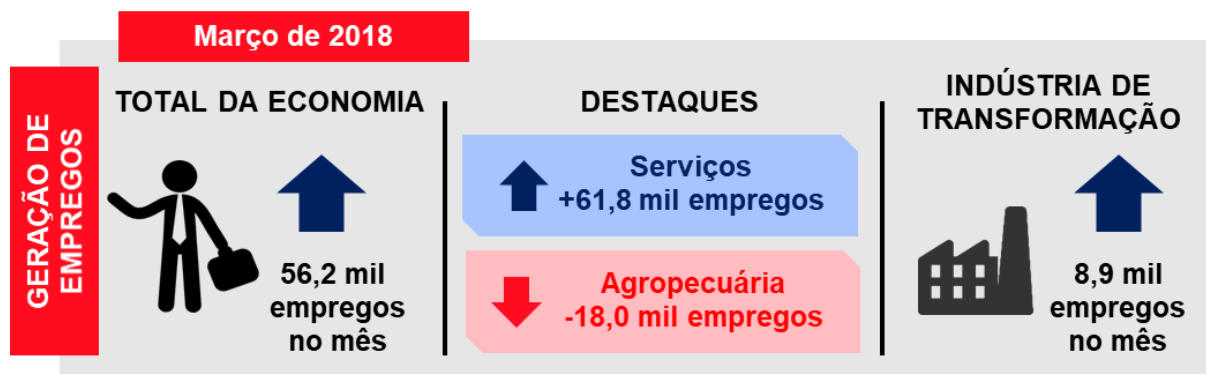 Março de 2018
GERAÇÃO DE
EMPREGOS
TOTAL DA ECONOMIA
56,2 mil
empregos
no mês
DESTAQUES
Serviços
+61,8 mil empregos
Agropecuária
-18,0 mil empregos
INDÚSTRIA DE
TRANSFORMAÇÃO
8,9 mil
empregos
no mês